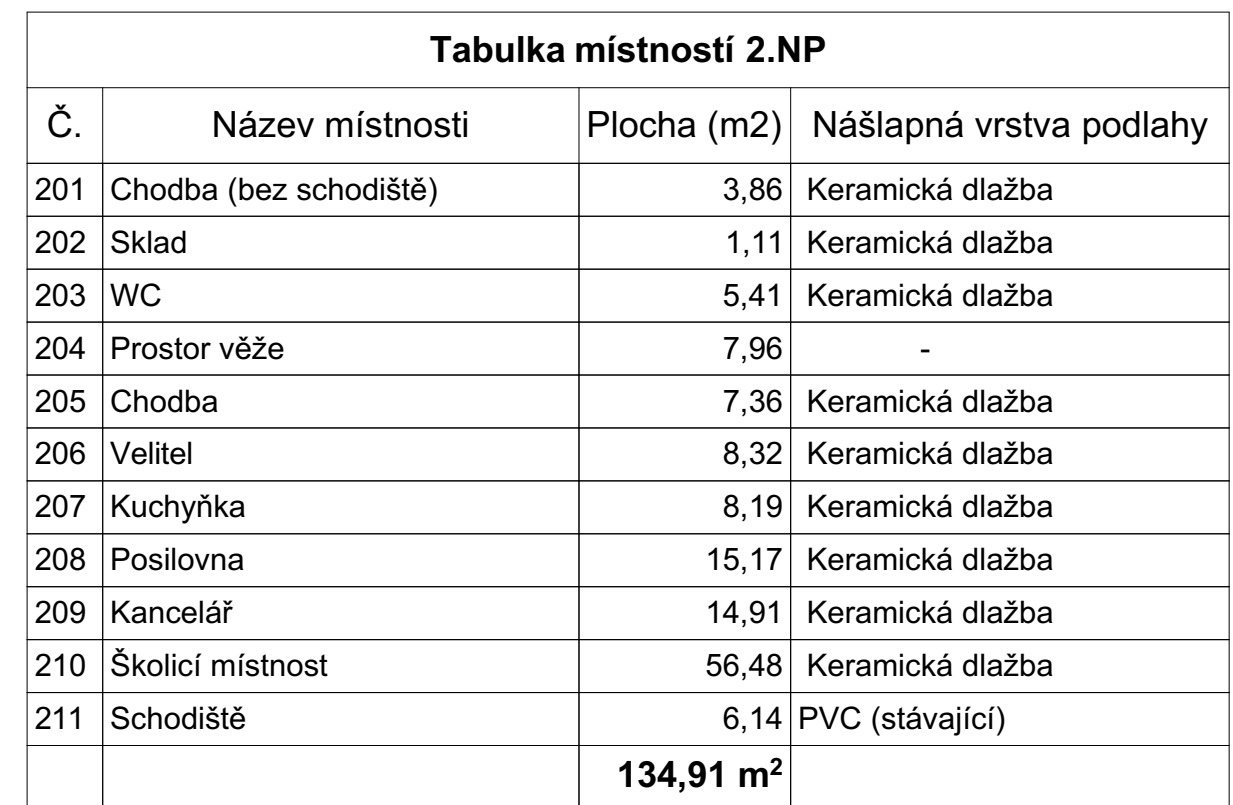 Tabulka místností 2.NP
Č. Název místnosti Plocha (m2) Nášlapná vrstva podlahy
201 Chodba (bez schodiště) 3,86 Keramická dlažba
202 Sklad 1,11 Keramická dlažba
203 WC 5,41 Keramická dlažba
204 Prostor věže 7,96 -
205 Chodba 7,36 Keramická dlažba
206 Velitel 8,32 Keramická dlažba
207 Kuchyňka 8,19 Keramická dlažba
208 Posilovna 15,17 Keramická dlažba
209 Kancelář 14,91 Keramická dlažba
210 Školicí místnost 56,48 Keramická dlažba
211 Schodiště 6,14 PVC (stávající)
134,91 m²